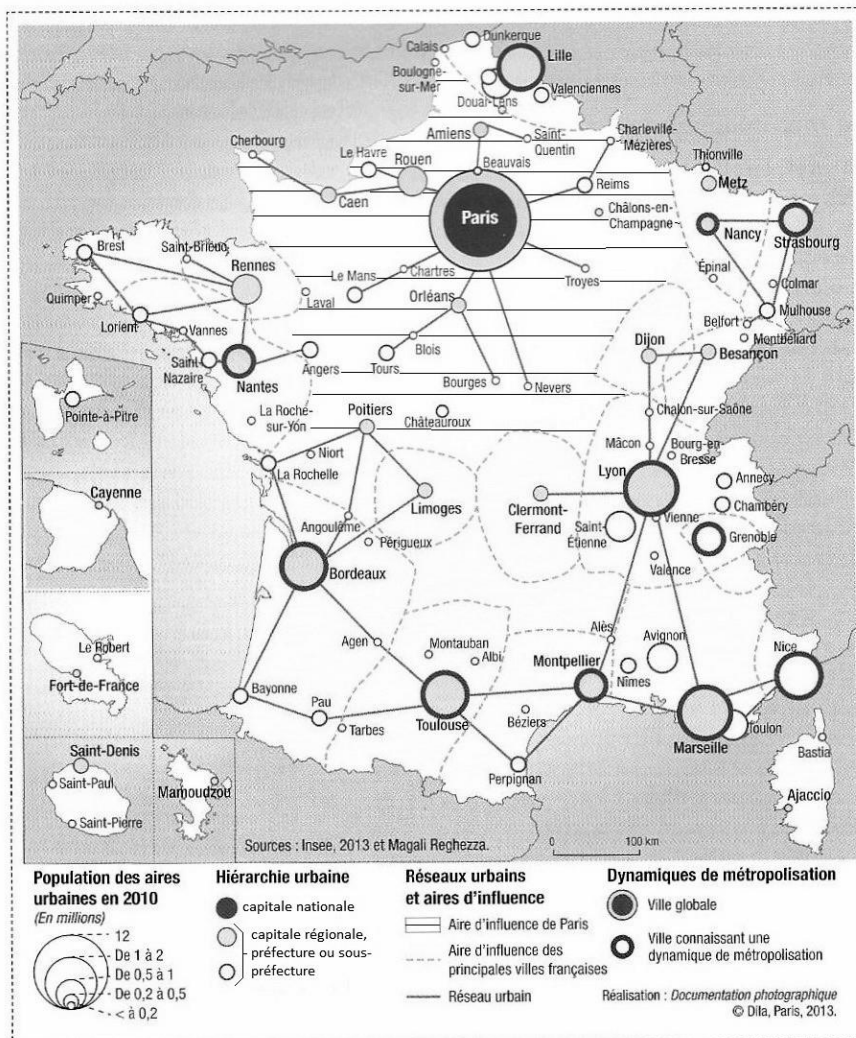 Dunkerque
Calais
Lille
Boulogne-
sur-Mer
Valenciennes
Douai-Lens
Amiens
Saint-
Quentin
Charleville-
Mézières
Cherbourg
Le Havre
Rouen
Beauvais
Thionville
Reims
Metz
Caen
Paris
Châlons-en-
Champagne
Nancy
Strasbourg
Brest
Saint-Brieuc
Rennes
Le Mans
Chartres
Troyes
Épinal
Colmar
Quimper
Laval
Orléans
Mulhouse
Lorient
Vannes
Belfort
Montbéliard
Blois
Dijon
Besançon
Saint
Nazaire
Nantes
Angers
Tours
Bourges
Nevers
Pointe-à-Pitre
La Roche-
sur-Yon
Poitiers
Châteauroux
Chalon-sur-Saône
Niort
Mâcon
Bourg-en-
Bresse
La Rochelle
Lyon
Annecy
Cayenne
Limoges
Clermont-
Ferrand
Chambéry
Angoulême
Vienne
Saint-
Étienne
Grenoble
Périgueux
Bordeaux
Valence
Le Robert
Alès
Avignon
Agen
Montauban
Nice
Fort-de-France
Albi
Montpellier
Nîmes
Bayonne
Pau
Toulouse
Béziers
Tarbes
Marseille
Toulon
Saint-Denis
Bastia
Saint-Paul
Mamoudzou
Perpignan
Ajaccio
Saint-Pierre
Sources : Insee, 2013 et Magali Reghezza.
0 100 km
Population des aires
urbaines en 2010
(En millions)
12
De 1 à 2
De 0,5 à 1
De 0,2 à 0,5
< à 0,2
Hiérarchie urbaine
capitale nationale
capitale régionale,
préfecture ou sous-
préfecture
Réseaux urbains
et aires d'influence
Aire d'influence de Paris
Aire d'influence des
principales villes françaises
Réseau urbain
Dynamiques de métropolisation
Ville globale
Ville connaissant une
dynamique de métropolisation
Réalisation : Documentation photographique
© Dila, Paris, 2013.